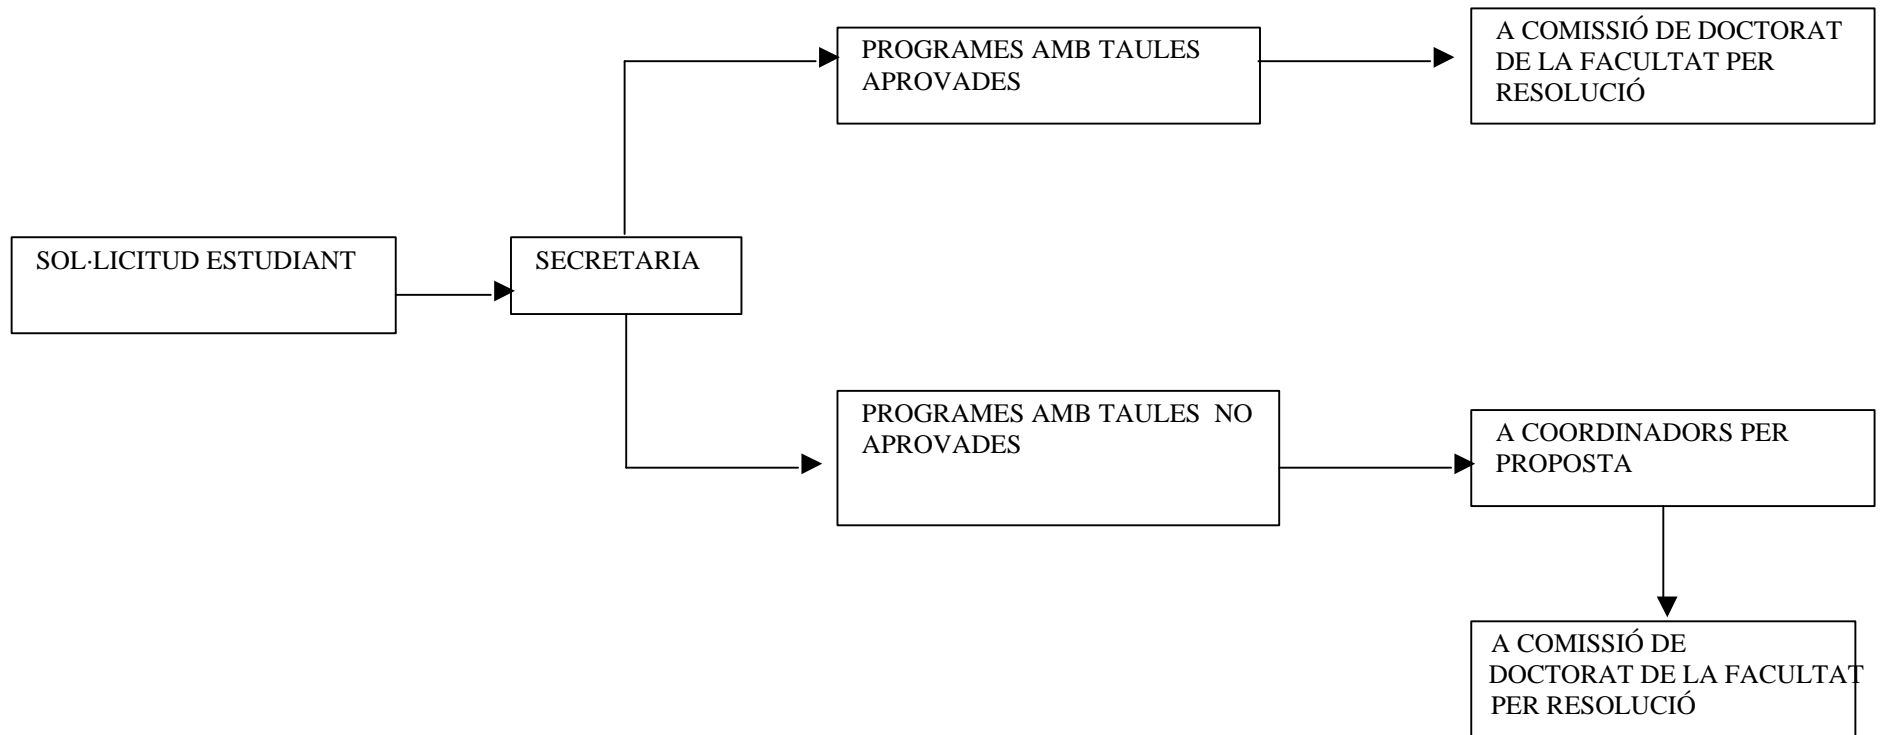 PROGRAMES AMB TAULES
APROVADES
A COMISSIÓ DE DOCTORAT
DE LA FACULTAT PER
RESOLUCIÓ
SOL·LICITUD ESTUDIANT
SECRETARIA
PROGRAMES AMB TAULES  NO
APROVADES
A COORDINADORS PER
PROPOSTA
A COMISSIÓ DE
DOCTORAT DE LA FACULTAT
PER RESOLUCIÓ